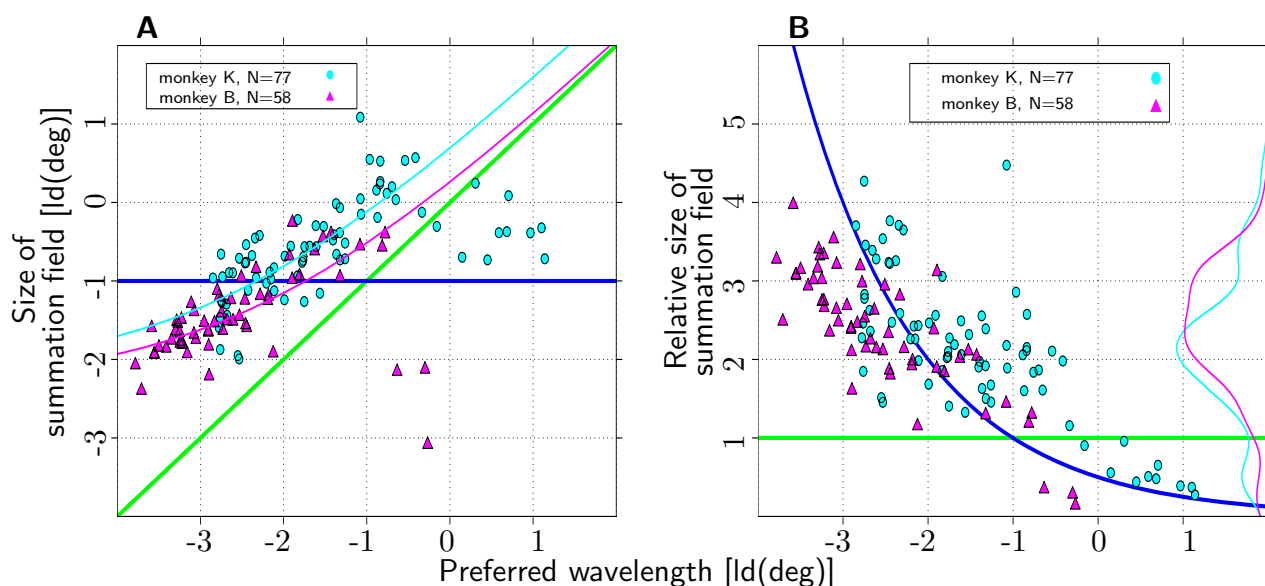 A
B
monkey K, N=77
monkey B, N=58
monkey K, N=77
monkey B, N=58
Size of
summation field [ld(deg)]
1
0
-1
-2
-3
-3
-2
-1
0
1
Relative size of
summation field
5
4
3
2
1
-3
-2
-1
0
1
Preferred wavelength [ld(deg)]